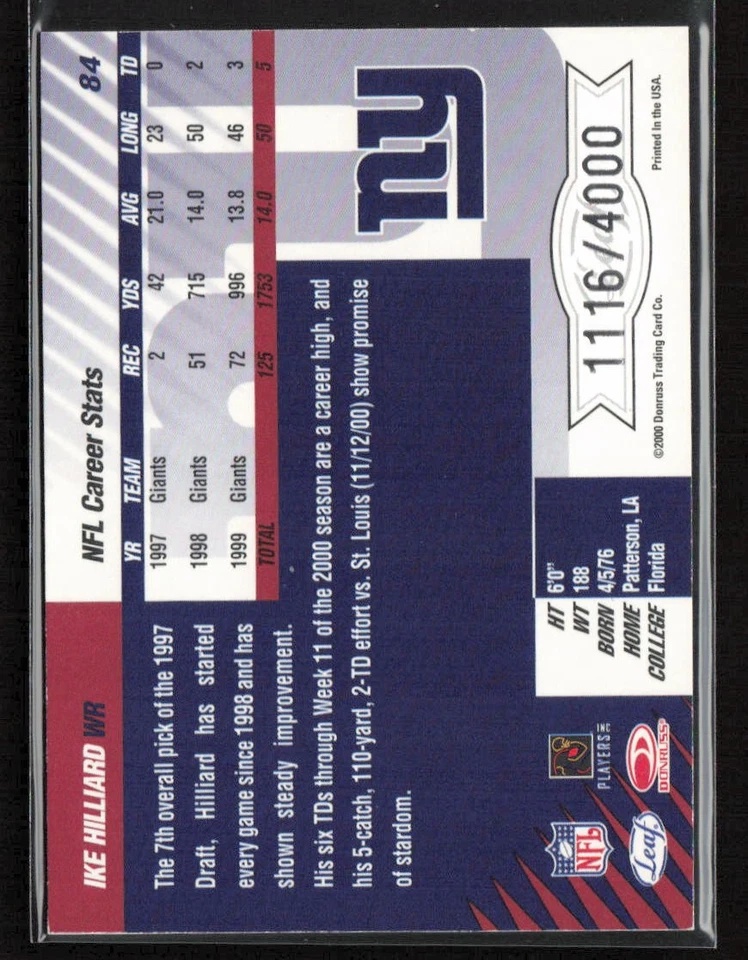 IKE HILLIARD WR
NFL Career Stats
84
YR TEAM REC YDS AVG LONG TD
1997 Giants 2 42 21.0 23 0
1998 Giants 51 715 14.0 50 2
1999 Giants 72 996 13.8 46 3
TOTAL 125 1753 14.0 50 5
The 7th overall pick of the 1997
Draft, Hilliard has started
every game since 1998 and has
shown steady improvement.
His six TDs through Week 11 of the 2000 season are a career high, and
his 5-catch, 110-yard, 2-TD effort vs. St. Louis (11/12/00) show promise
of stardom.
ny
HT 6'0"
WT 188
BORN 4/5/76
HOME Patterson, LA
COLLEGE Florida
1116/4000
©2000 Donruss Trading Card Co.
Printed In the USA.
NFL
PLAYERS INC
Leaf
DONRUSS